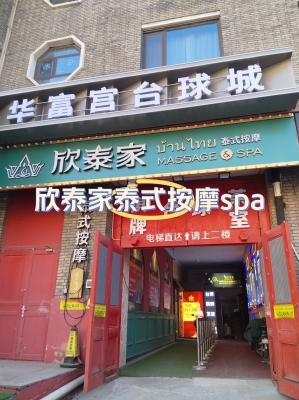 华富宫台球城
欣泰家
บ้านไทย
泰式按摩
MASSAGE & SPA
欣泰家泰式按摩spa
泰式按摩
牌
室
电梯直达⬆请上二楼